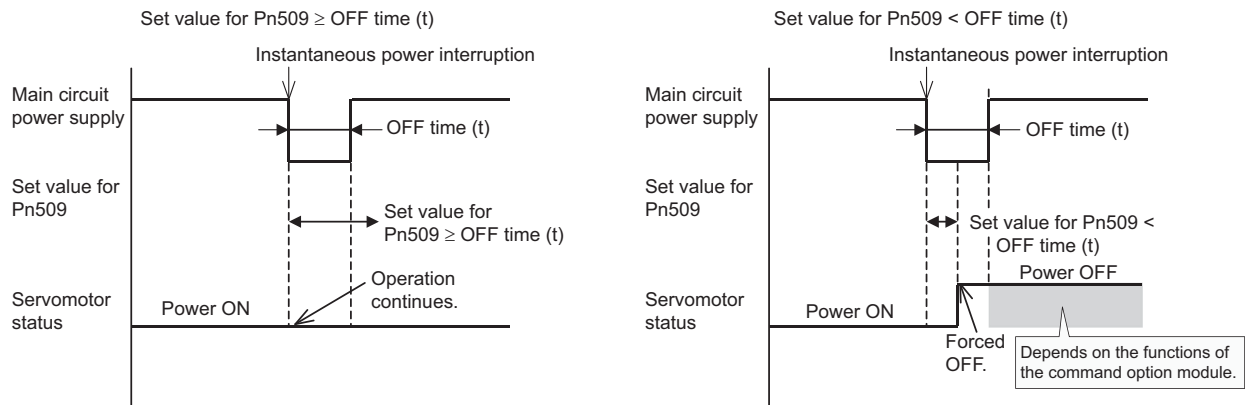 Set value for Pn509 ≥ OFF time (t)
Instantaneous power interruption
Main circuit
power supply
OFF time (t)
Set value for
Pn509
Set value for
Pn509 ≥ OFF time (t)
Operation
continues.
Servomotor
status
Power ON
Set value for Pn509 < OFF time (t)
Instantaneous power interruption
Main circuit
power supply
OFF time (t)
Set value for
Pn509
Set value for Pn509 <
OFF time (t)
Power OFF
Servomotor
status
Power ON
Forced
OFF.
Depends on the functions of
the command option module.